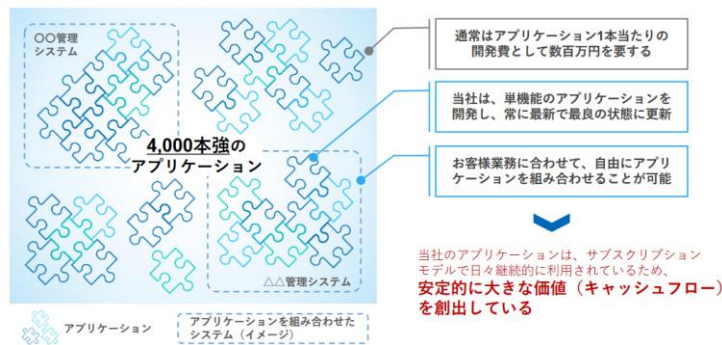 〇〇管理
システム
4,000本強の
アプリケーション
△△管理システム
アプリケーション
アプリケーションを組み合わせた
システム（イメージ）
通常はアプリケーション1本当たりの
開発費として数百万円を要する
当社は、単機能のアプリケーションを
開発し、常に最新で最良の状態に更新
お客様業務に合わせて、自由にアプリ
ケーションを組み合わせることが可能
当社のアプリケーションは、サブスクリプション
モデルで日々継続的に利用されているため、
安定的に大きな価値（キャッシュフロー）
を創出している